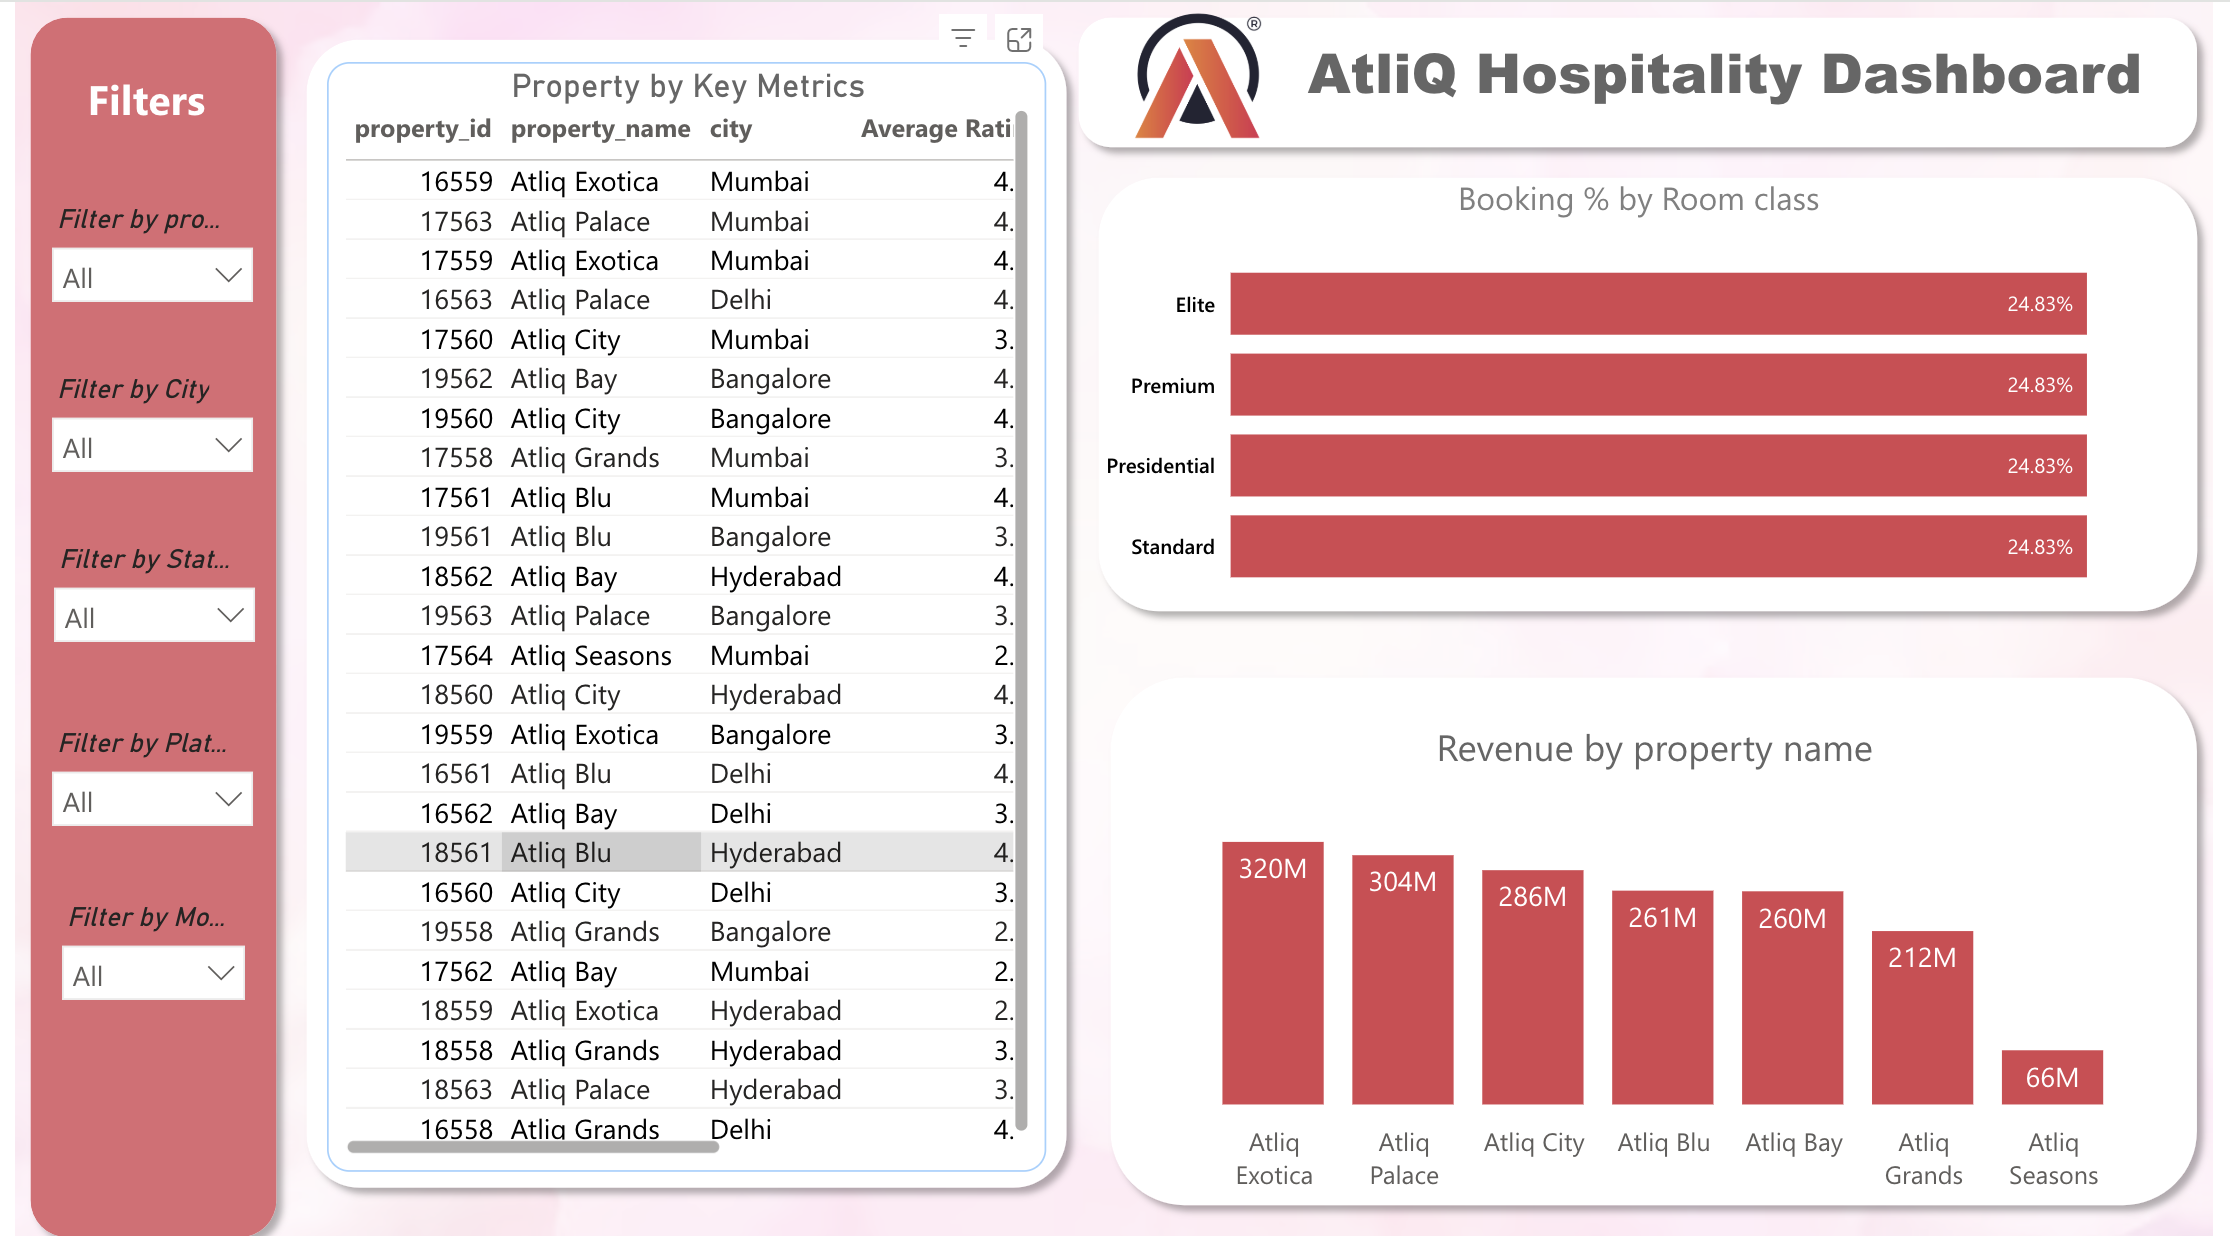 Filters
Filter by pro...
All
Filter by City
All
Filter by Stat...
All
Filter by Plat...
All
Filter by Mo...
All
Property by Key Metrics
property_id property_name city Average Rati
16559 Atliq Exotica Mumbai 4.
17563 Atliq Palace Mumbai 4.
17559 Atliq Exotica Mumbai 4.
16563 Atliq Palace Delhi 4.
17560 Atliq City Mumbai 3.
19562 Atliq Bay Bangalore 4.
19560 Atliq City Bangalore 4.
17558 Atliq Grands Mumbai 3.
17561 Atliq Blu Mumbai 4.
19561 Atliq Blu Bangalore 3.
18562 Atliq Bay Hyderabad 4.
19563 Atliq Palace Bangalore 3.
17564 Atliq Seasons Mumbai 2.
18560 Atliq City Hyderabad 4.
19559 Atliq Exotica Bangalore 3.
16561 Atliq Blu Delhi 4.
16562 Atliq Bay Delhi 3.
18561 Atliq Blu Hyderabad 4.
16560 Atliq City Delhi 3.
19558 Atliq Grands Bangalore 2.
17562 Atliq Bay Mumbai 2.
18559 Atliq Exotica Hyderabad 2.
18558 Atliq Grands Hyderabad 3.
18563 Atliq Palace Hyderabad 3.
16558 Atliq Grands Delhi 4.
®
AtliQ Hospitality Dashboard
Booking % by Room class
Elite 24.83%
Premium 24.83%
Presidential 24.83%
Standard 24.83%
Revenue by property name
320M 304M 286M 261M 260M 212M 66M
Atliq Exotica
Atliq Palace
Atliq City
Atliq Blu
Atliq Bay
Atliq Grands
Atliq Seasons